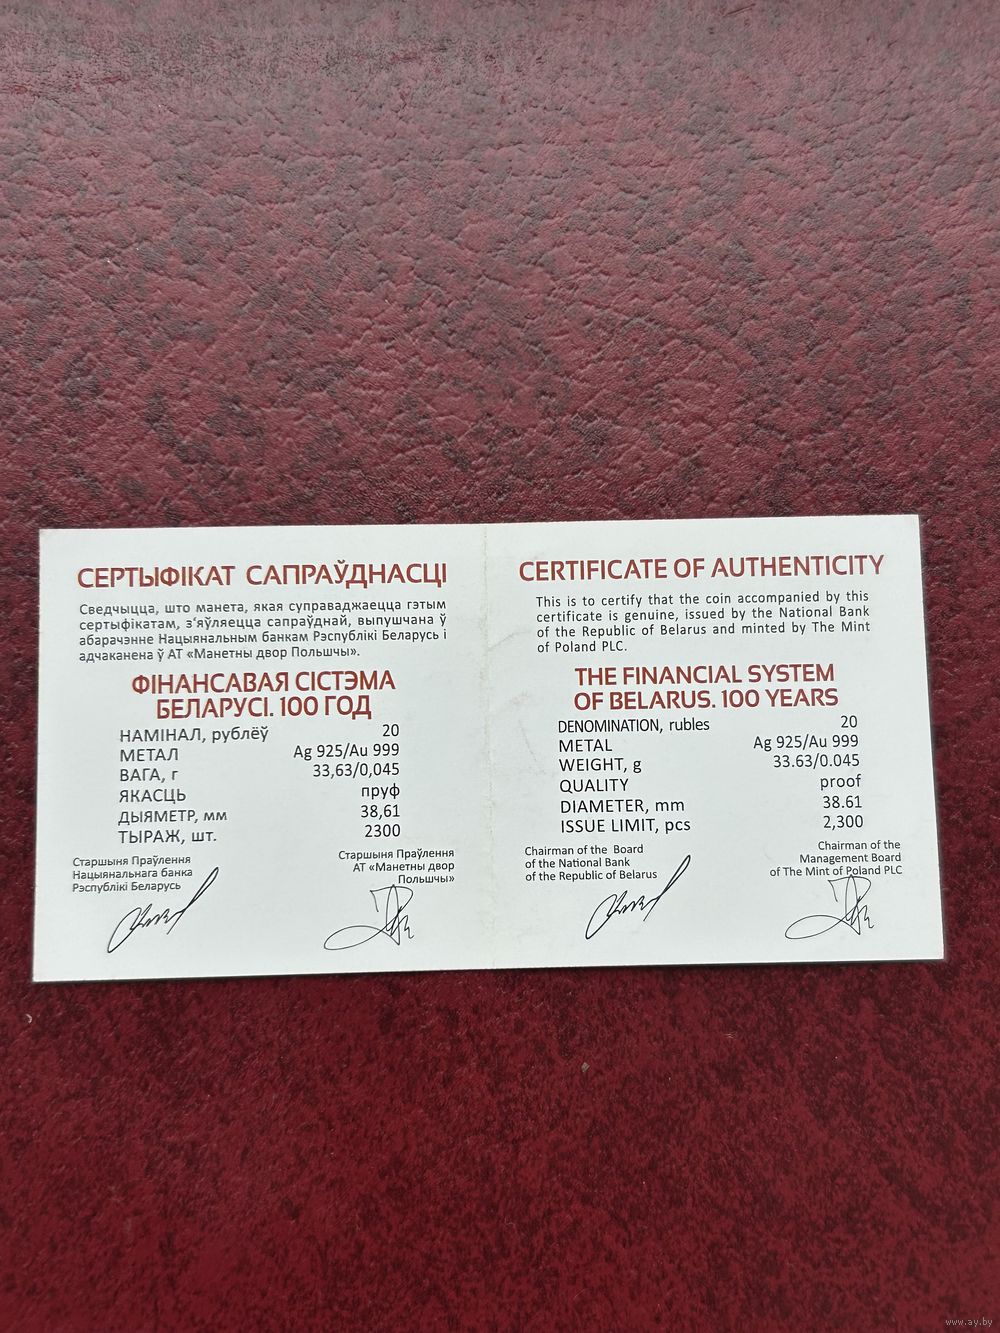 СЕРТЫФІКАТ САПРАЎДНАСЦІ
Сведчыцца, што манета, якая суправаджаецца гэтым
сертыфікатам, з‘яўляецца сапраўднай, выпушчана ў
абарачэнне Нацыянальным банкам Рэспублікі Беларусь і
адчаканена ў АТ «Манетны двор Польшчы».
ФІНАНСАВАЯ СІСТЭМА
БЕЛАРУСІ. 100 ГОД
НАМІНАЛ, рублёў 20
МЕТАЛ Ag 925/Au 999
ВАГА, г 33,63/0,045
ЯКАСЦЬ пруф
ДЫЯМЕТР, мм 38,61
ТЫРАЖ, шт. 2300
Старшыня Праўлення
Нацыянальнага банка
Рэспублікі Беларусь
Старшыня Праўлення
АТ «Манетны двор
Польшчы»
CERTIFICATE OF AUTHENTICITY
This is to certify that the coin accompanied by this
certificate is genuine, issued by the National Bank
of the Republic of Belarus and minted by The Mint
of Poland PLC.
THE FINANCIAL SYSTEM
OF BELARUS. 100 YEARS
DENOMINATION, rubles 20
METAL Ag 925/Au 999
WEIGHT, g 33.63/0.045
QUALITY proof
DIAMETER, mm 38.61
ISSUE LIMIT, pcs 2,300
Chairman of the Board
of the National Bank
of the Republic of Belarus
Chairman of the
Management Board
of The Mint of Poland PLC
www.ay.by